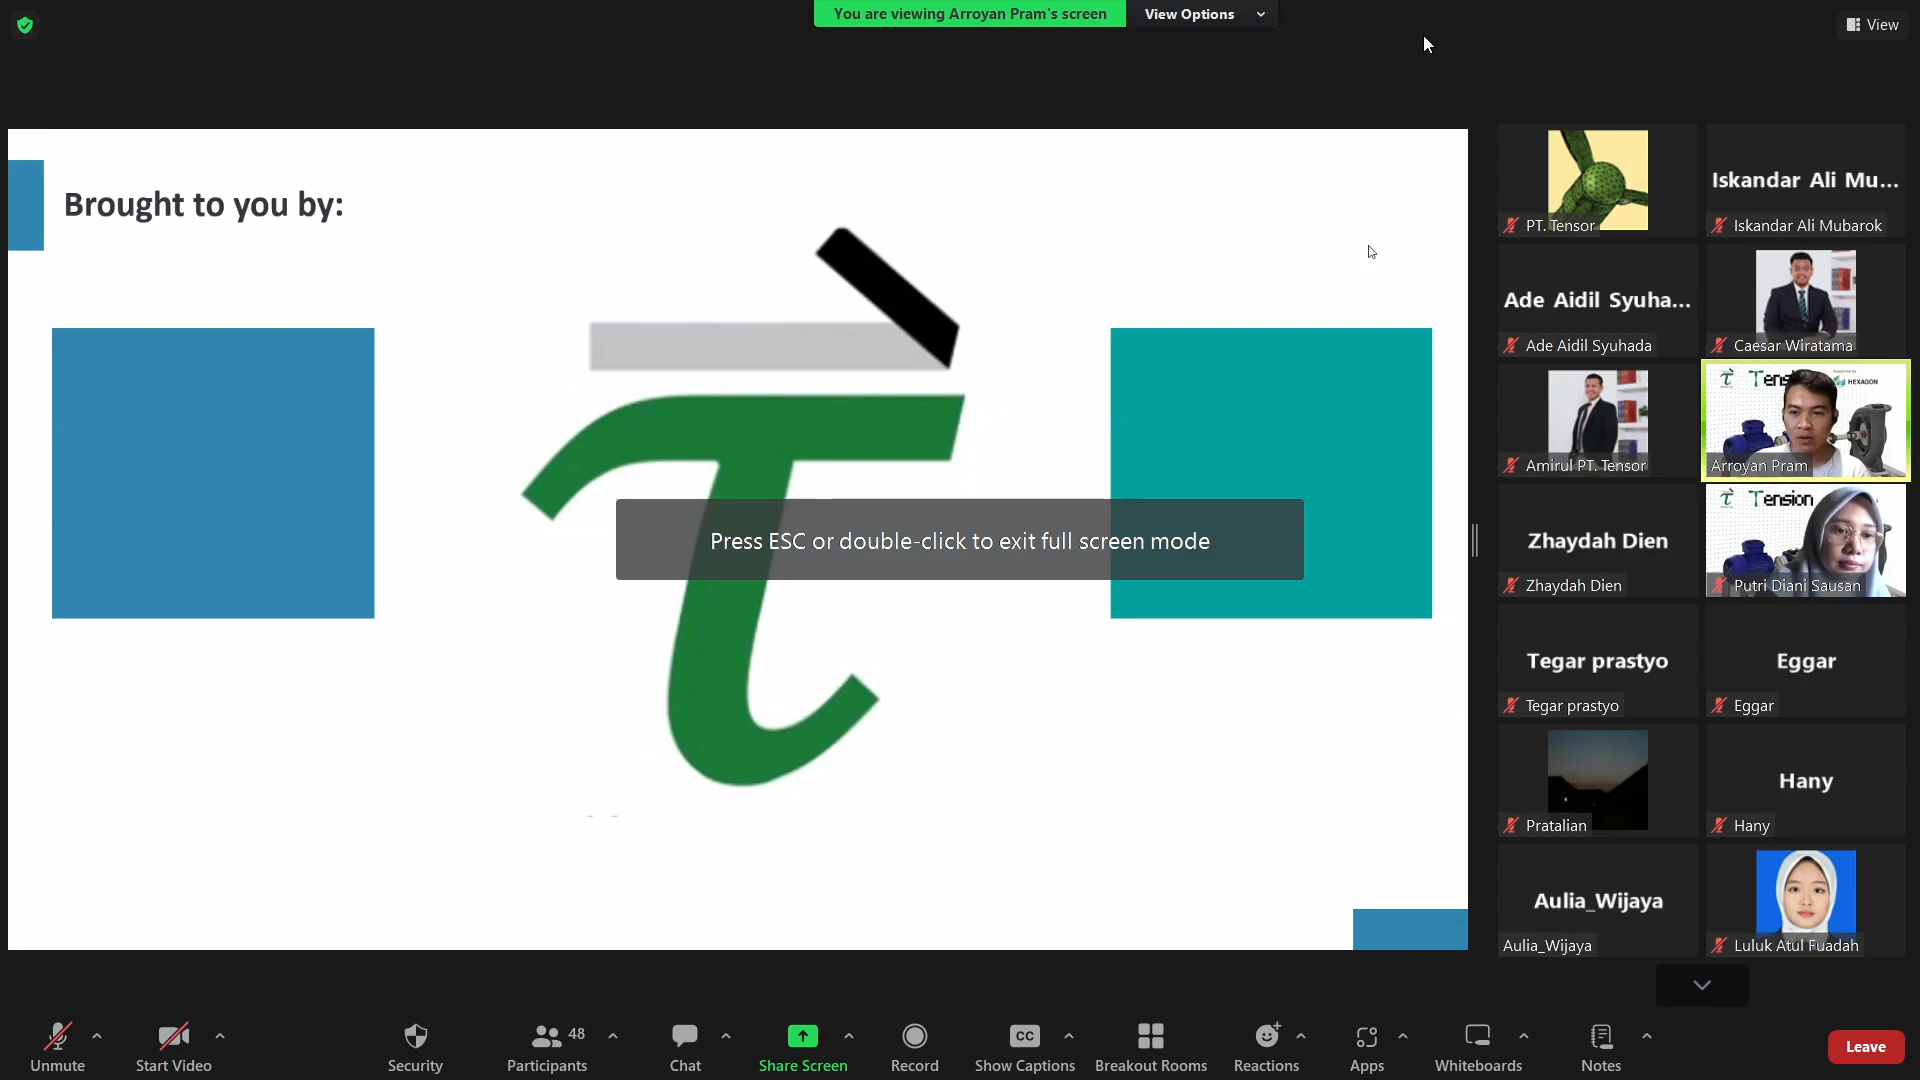 You are viewing Arroyan Pram's screen
View Options
View
Brought to you by:
Press ESC or double-click to exit full screen mode
PT. Tensor
Iskandar Ali Mu...
Iskandar Ali Mubarok
Ade Aidil Syuha...
Ade Aidil Syuhada
Caesar Wiratama
Amirul PT. Tensor
Tension
HEXAGON
Arroyan Pram
Zhaydah Dien
Zhaydah Dien
Tension
Putri Diani Sausan
Tegar prastyo
Tegar prastyo
Eggar
Eggar
Pratalian
Hany
Hany
Aulia_Wijaya
Aulia_Wijaya
Luluk Atul Fuadah
Unmute
Start Video
Security
48
Participants
Chat
Share Screen
Record
CC
Show Captions
Breakout Rooms
Reactions
Apps
Whiteboards
Notes
Leave